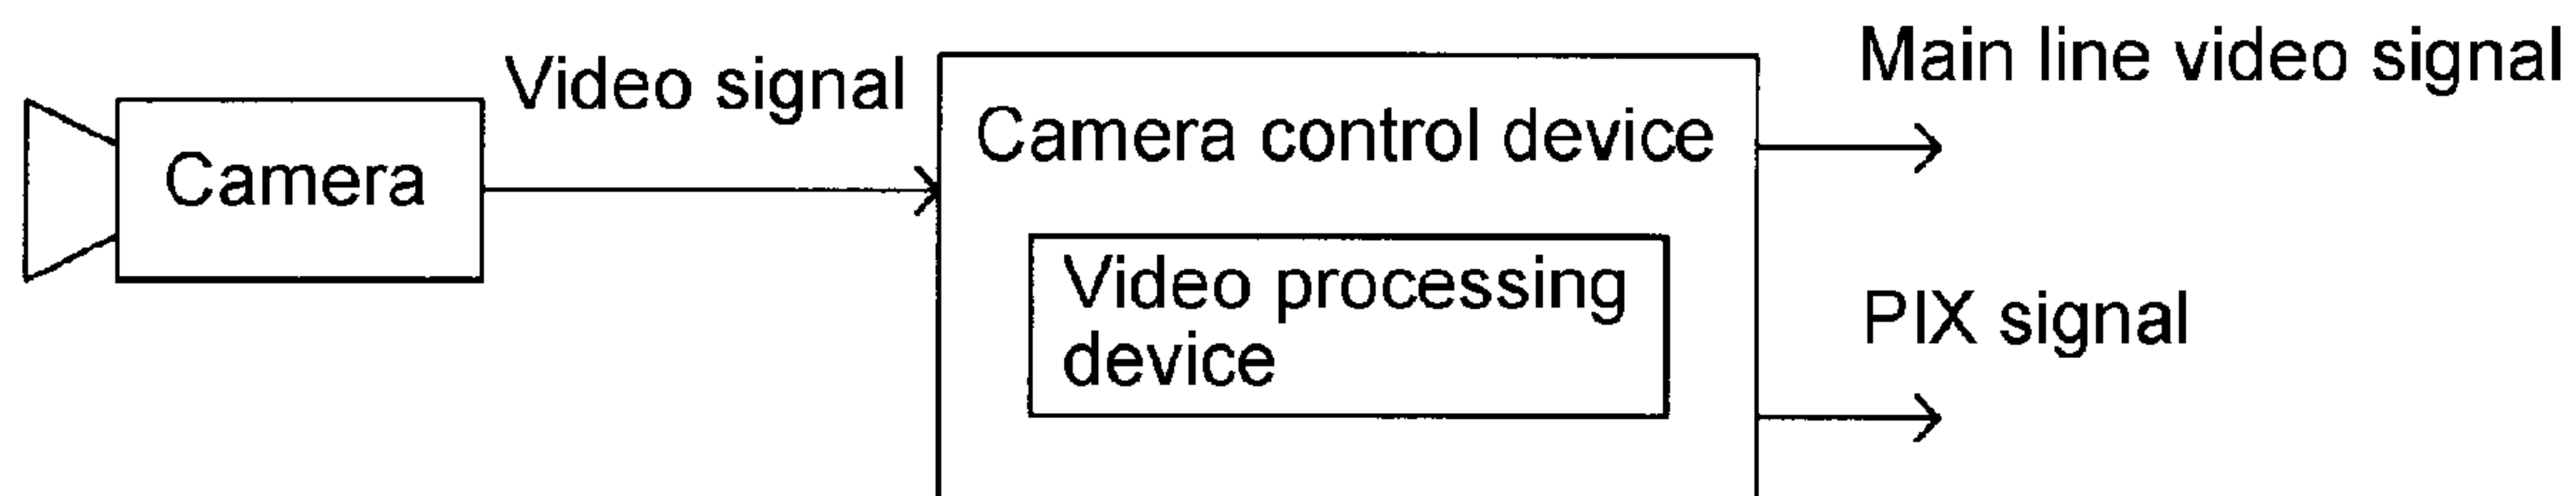 Camera
Video signal
Camera control device
Video processing
device
Main line video signal
PIX signal